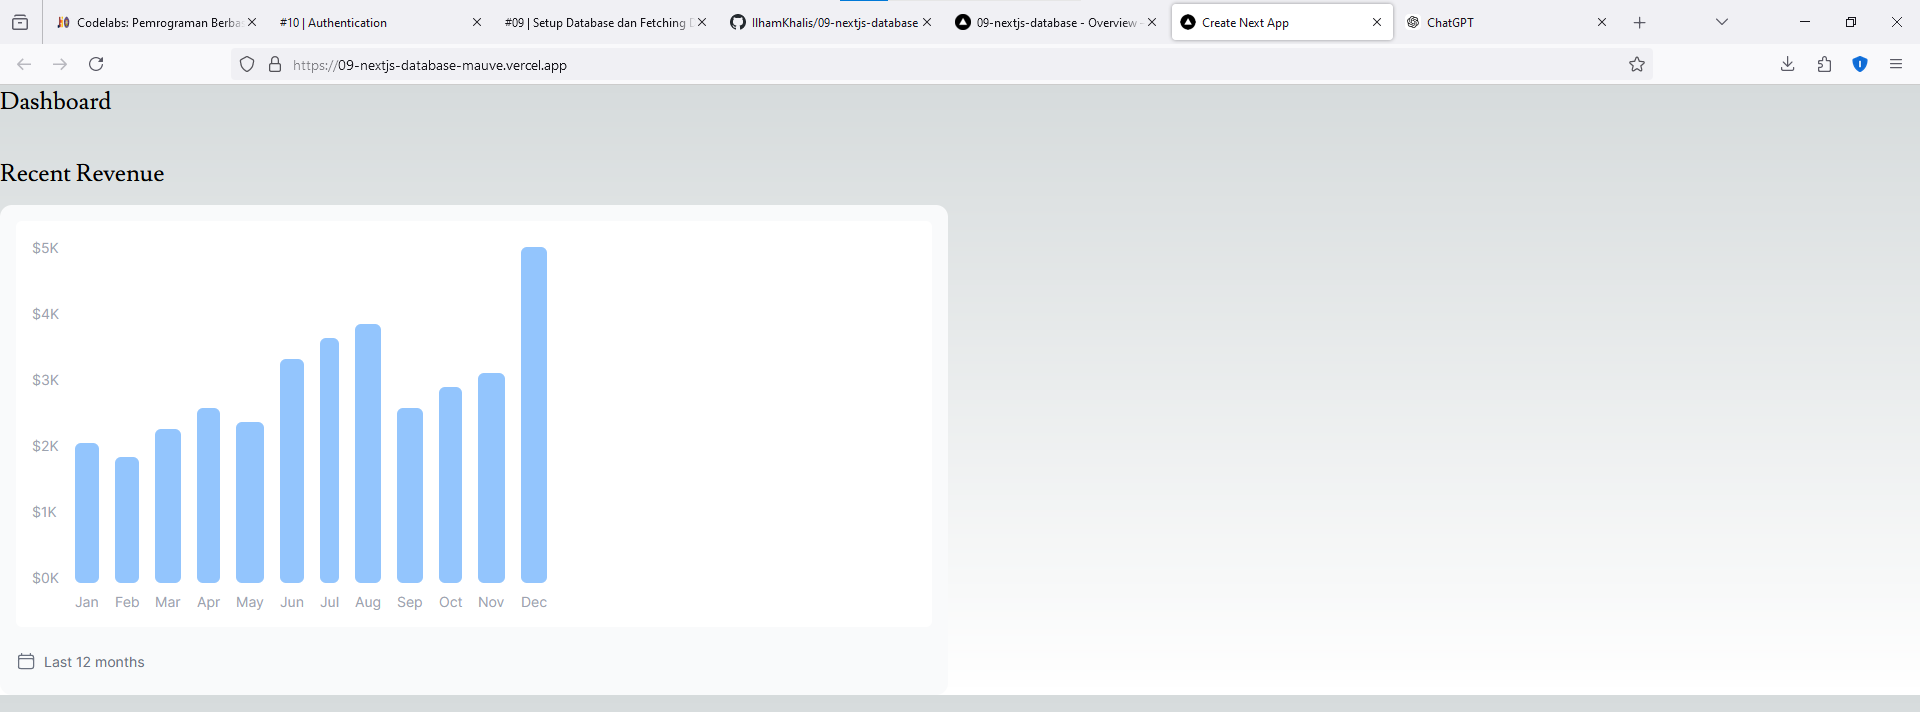 Codelabs: Pemrograman Berba
#10 | Authentication
#09 | Setup Database dan Fetching D
IlhamKhalis/09-nextjs-database
09-nextjs-database - Overview -
Create Next App
ChatGPT
https://09-nextjs-database-mauve.vercel.app
Dashboard
Recent Revenue
$5K
$4K
$3K
$2K
$1K
$0K
Jan Feb Mar Apr May Jun Jul Aug Sep Oct Nov Dec
Last 12 months